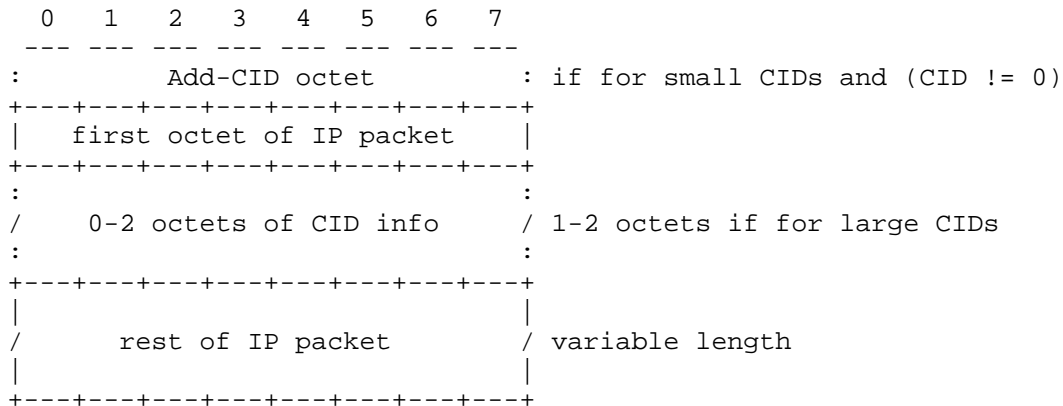 0   1   2   3   4   5   6   7
 --- --- --- --- --- --- --- ---
:         Add-CID octet         : if for small CIDs and (CID != 0)
+---+---+---+---+---+---+---+---+
|   first octet of IP packet    |
+---+---+---+---+---+---+---+---+
:                               :
/    0-2 octets of CID info     / 1-2 octets if for large CIDs
:                               :
+---+---+---+---+---+---+---+---+
|                               |
/      rest of IP packet        / variable length
|                               |
+---+---+---+---+---+---+---+---+